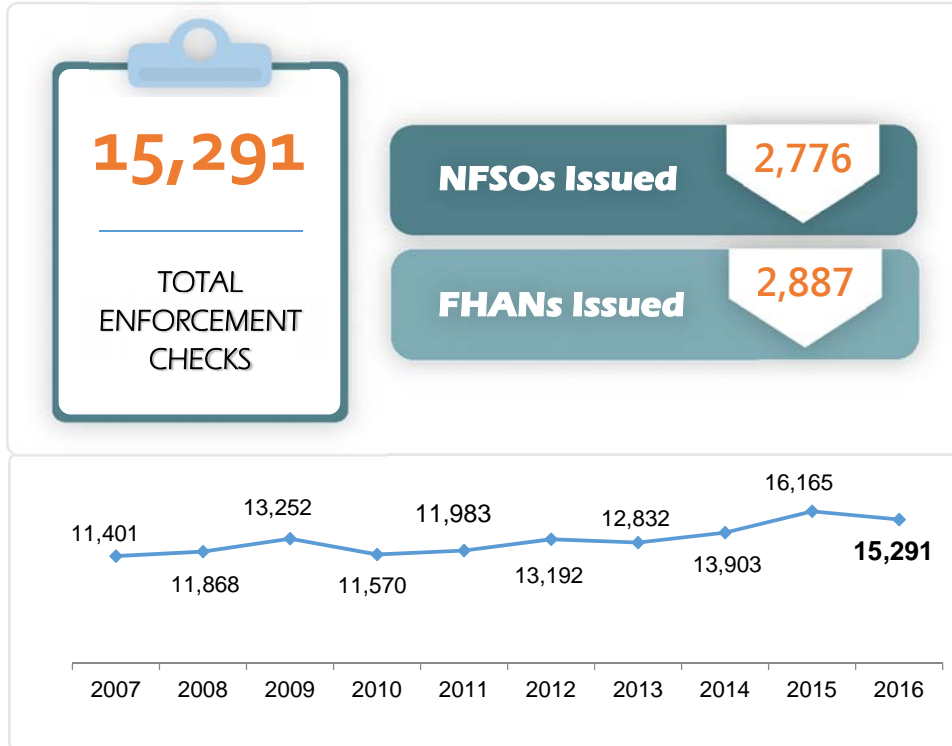 15,291
TOTAL
ENFORCEMENT
CHECKS
NFSOs Issued
2,776
FHANs Issued
2,887
11,401
11,868
13,252
11,570
11,983
13,192
12,832
13,903
16,165
15,291
2007 2008 2009 2010 2011 2012 2013 2014 2015 2016